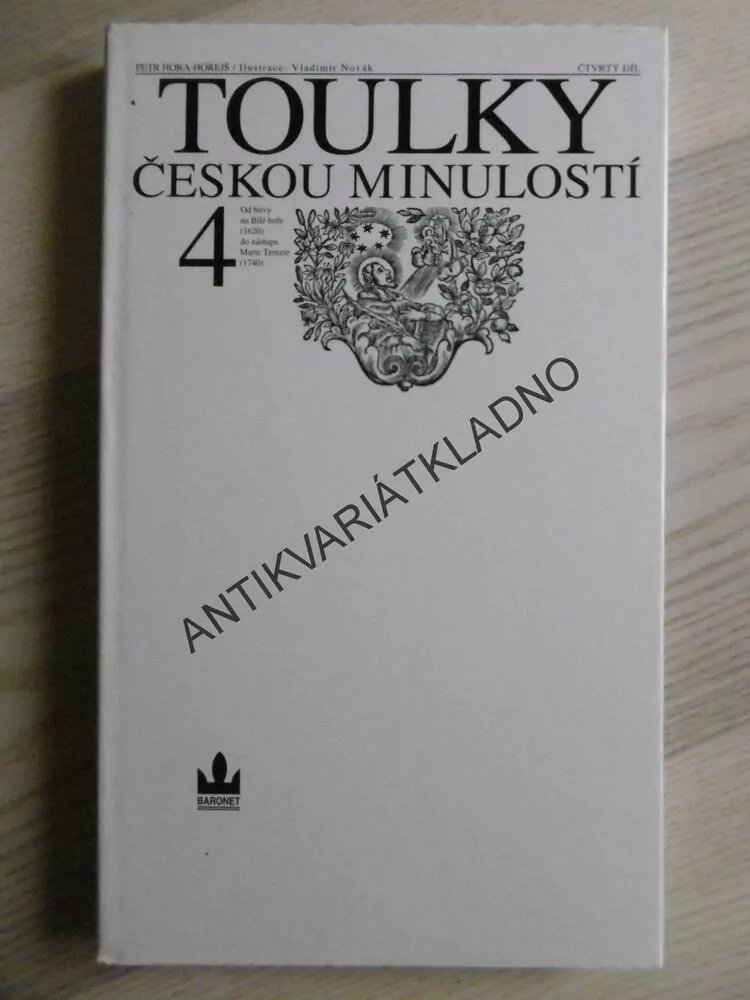 PETR HORA-HOŘEJŠ / Ilustrace: Vladimír Novák ČTVRTÝ DÍL
TOULKY
ČESKOU MINULOSTÍ
4
Od bitvy
na Bílé hoře
(1620)
do nástupu
Marie Terezie
(1740)
ANTIKVARIÁTKLADNO
BARONET